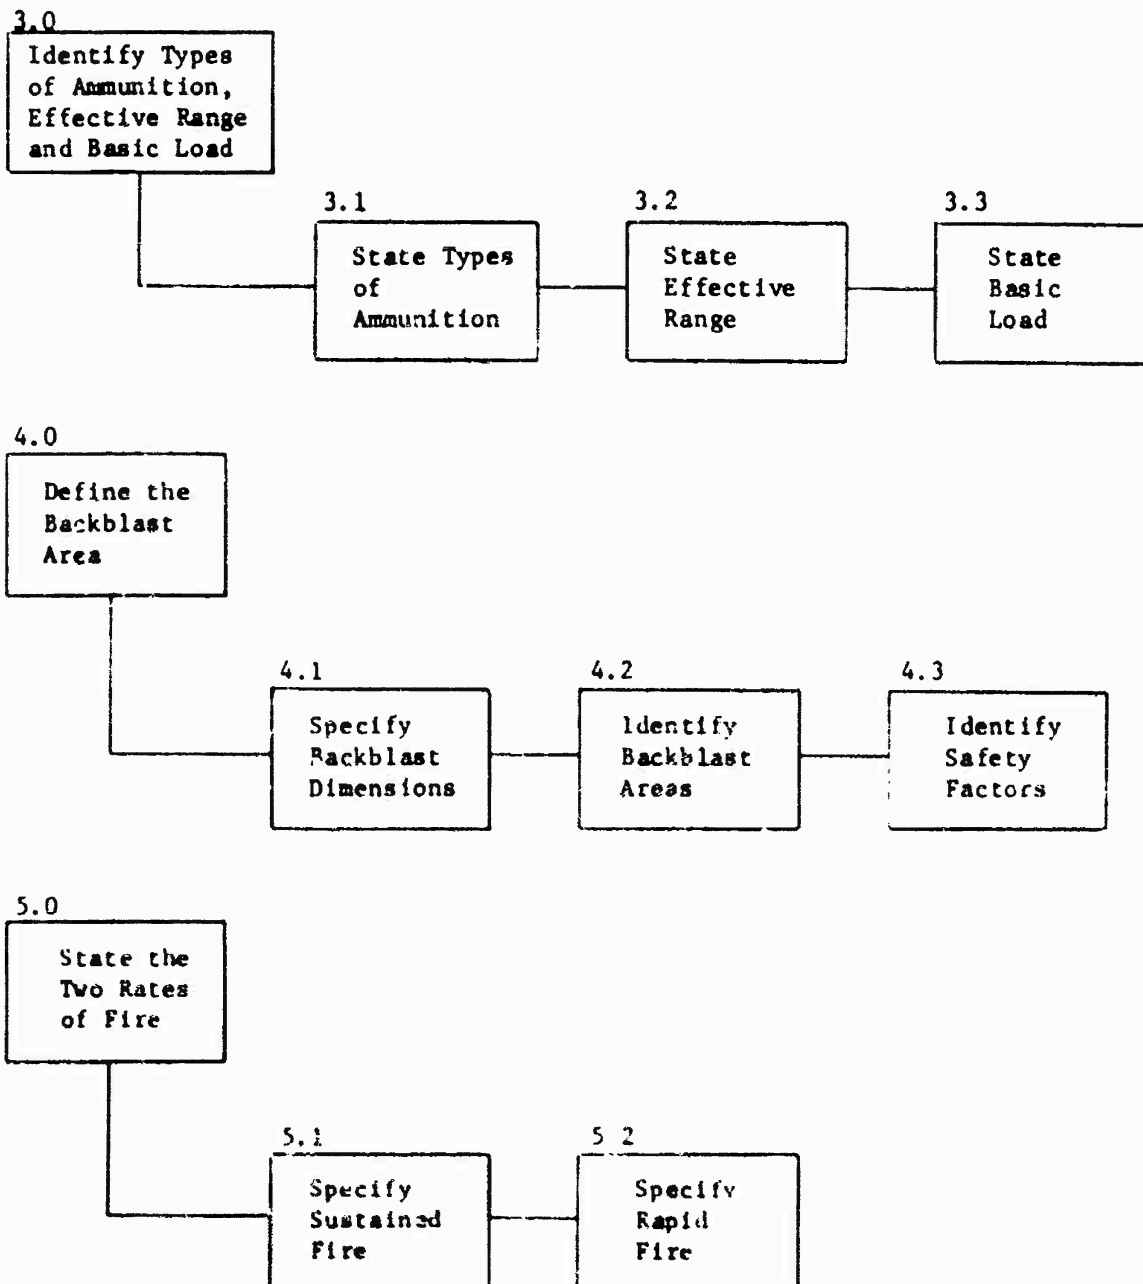 3.0
Identify Types
of Ammunition,
Effective Range
and Basic Load
3.1
State Types
of
Ammunition
3.2
State
Effective
Range
3.3
State
Basic
Load
4.0
Define the
Backblast
Area
4.1
Specify
Backblast
Dimensions
4.2
Identify
Backblast
Areas
4.3
Identify
Safety
Factors
5.0
State the
Two Rates
of Fire
5.1
Specify
Sustained
Fire
5 2
Specify
Rapid
Fire